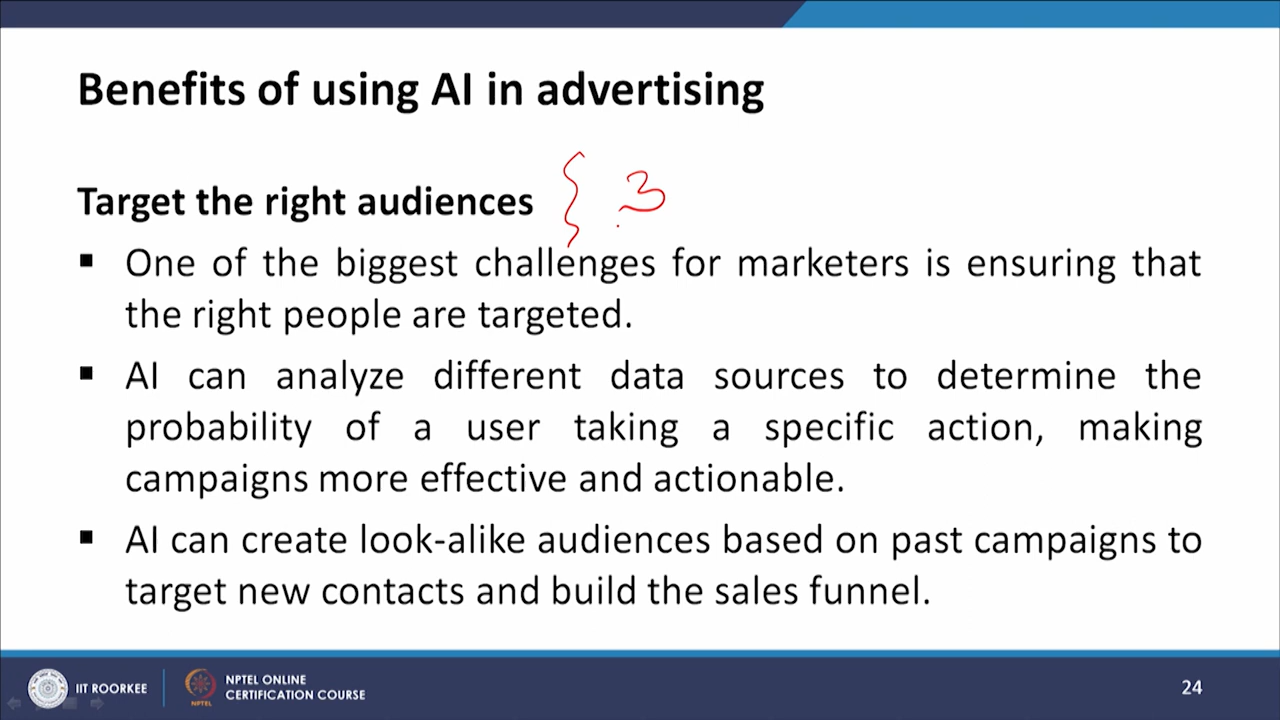 Benefits of using AI in advertising
Target the right audiences { 3
▪ One of the biggest challenges for marketers is ensuring that
the right people are targeted.
▪ AI can analyze different data sources to determine the
probability of a user taking a specific action, making
campaigns more effective and actionable.
▪ AI can create look-alike audiences based on past campaigns to
target new contacts and build the sales funnel.
IIT ROORKEE
NPTEL
NPTEL ONLINE
CERTIFICATION COURSE
24